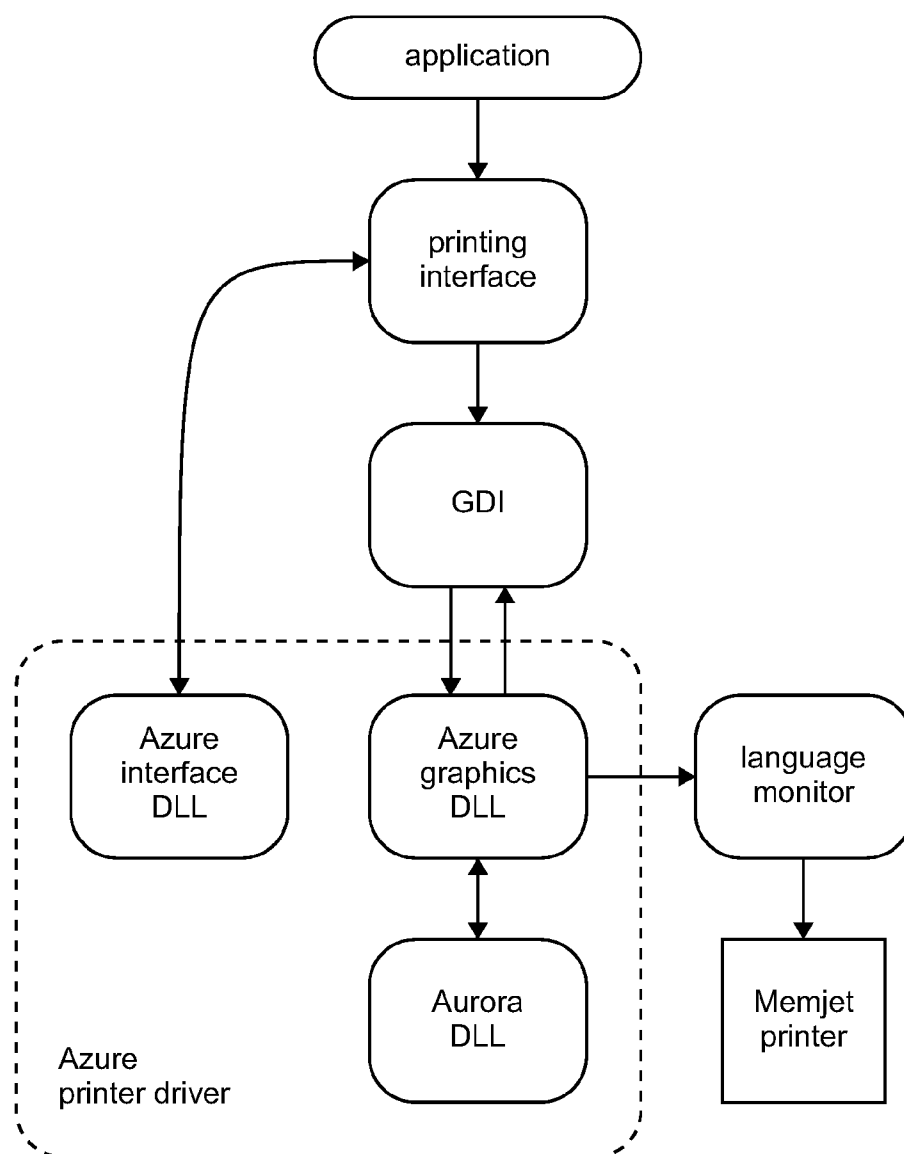 application
printing
interface
GDI
Azure
interface
DLL
Azure
graphics
DLL
language
monitor
Aurora
DLL
Memjet
printer
Azure
printer driver